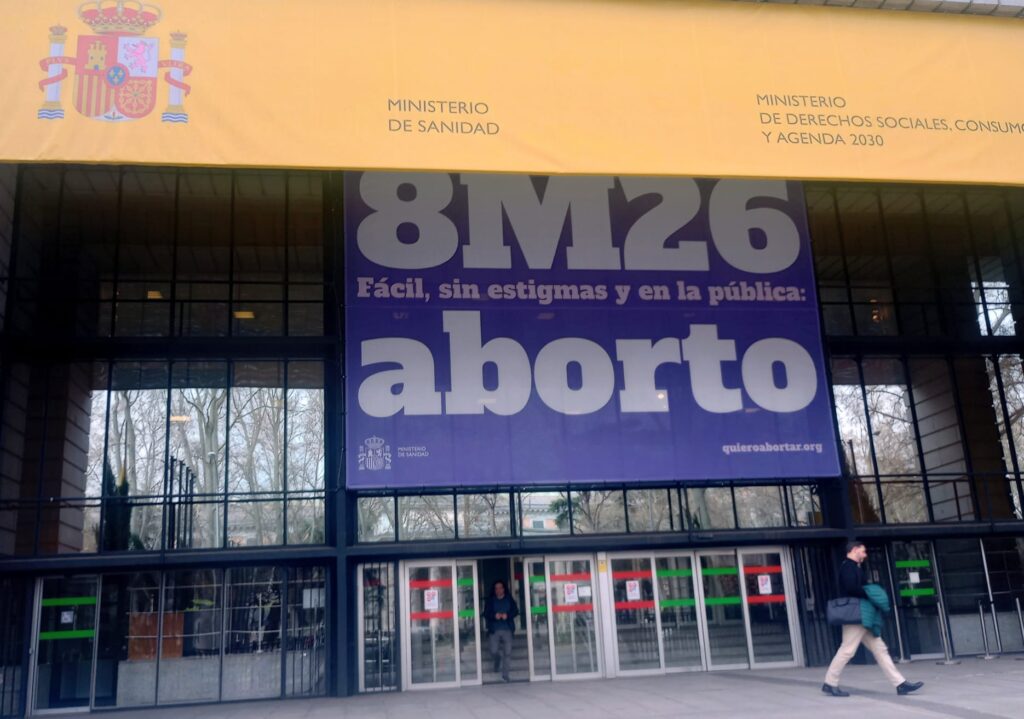 MINISTERIO
DE SANIDAD
MINISTERIO
DE DERECHOS SOCIALES, CONSUMO
Y AGENDA 2030
8M26
Fácil, sin estigmas y en la pública:
aborto
MINISTERIO
DE SANIDAD
quieroabortar.org